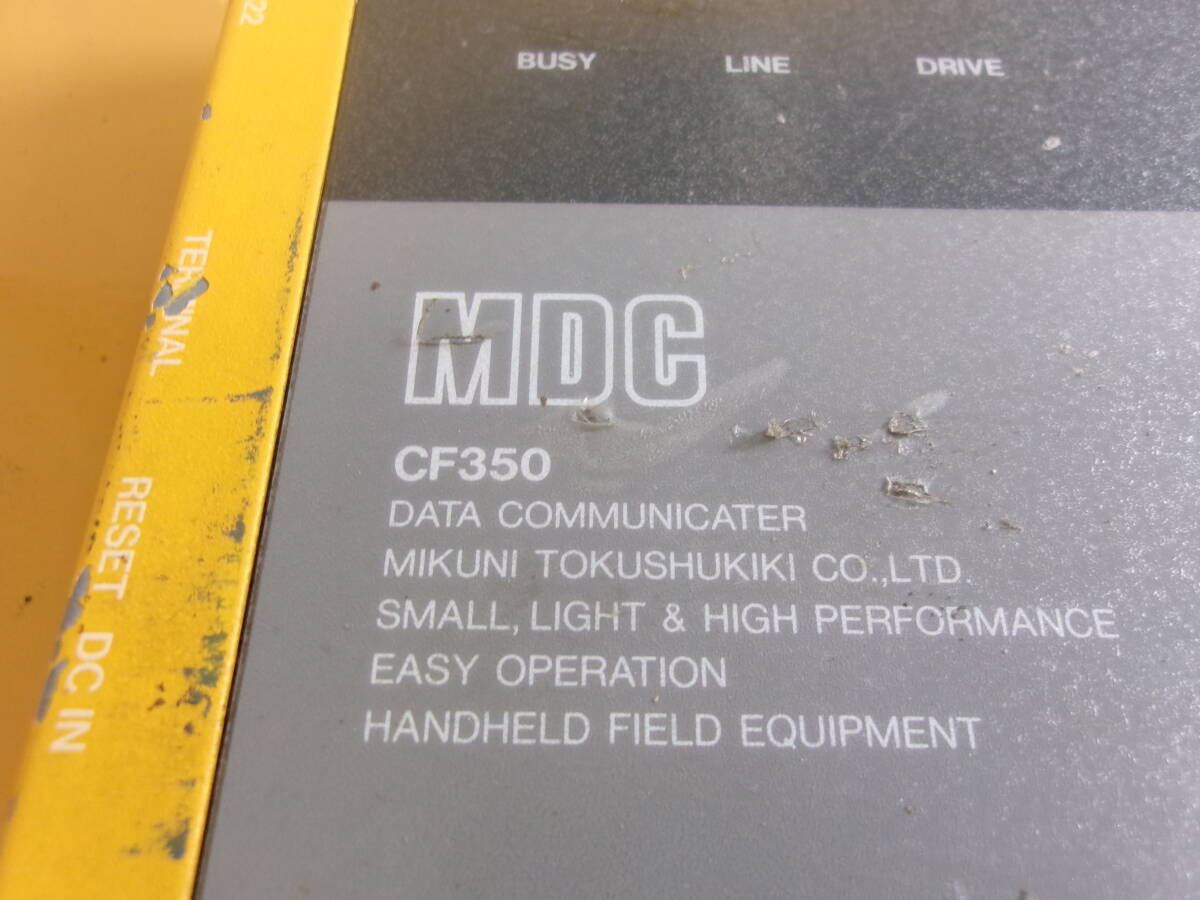 BUSY LINE DRIVE
MDC
CF350
DATA COMMUNICATER
MIKUNI TOKUSHUKIKI CO.,LTD.
SMALL, LIGHT & HIGH PERFORMANCE
EASY OPERATION
HANDHELD FIELD EQUIPMENT
22
TERMINAL
RESET
DC IN